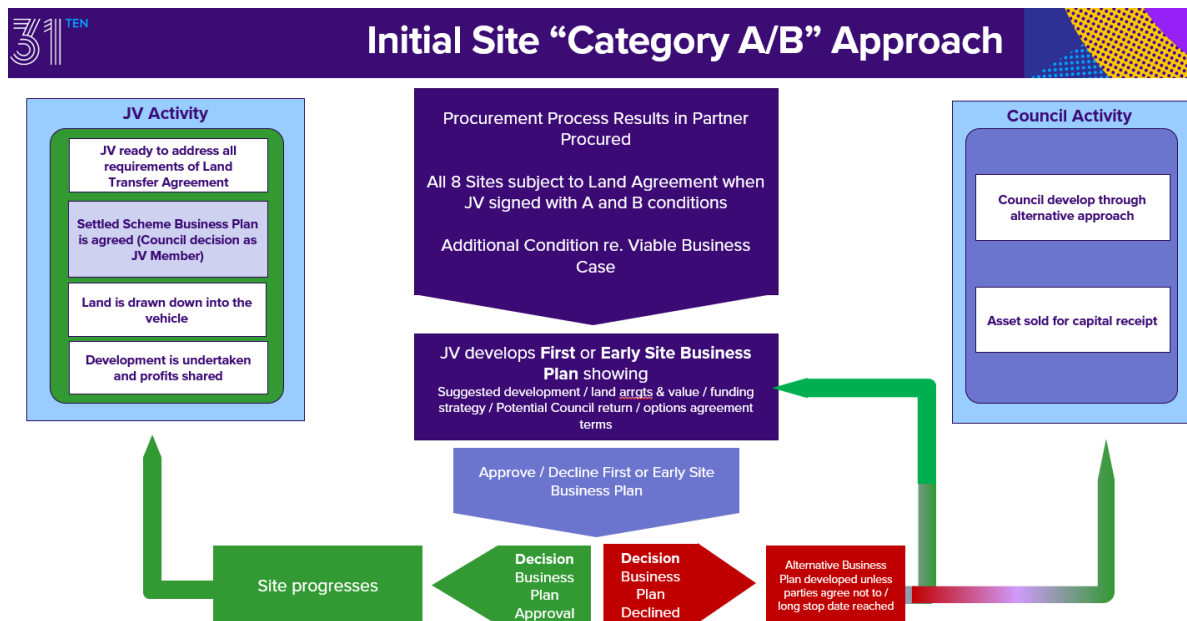 31 TEN
Initial Site “Category A/B” Approach
JV Activity
JV ready to address all
requirements of Land
Transfer Agreement
Settled Scheme Business Plan
is agreed (Council decision as
JV Member)
Land is drawn down into the
vehicle
Development is undertaken
and profits shared
Procurement Process Results in Partner
Procured
All 8 Sites subject to Land Agreement when
JV signed with A and B conditions
Additional Condition re. Viable Business
Case
JV develops First or Early Site Business
Plan showing
Suggested development / land arrgts & value / funding
strategy / Potential Council return / options agreement
terms
Approve / Decline First or Early Site
Business Plan
Council Activity
Council develop through
alternative approach
Asset sold for capital receipt
Site progresses
Decision
Business
Plan
Approval
Decision
Business
Plan
Declined
Alternative Business
Plan developed unless
parties agree not to /
long stop date reached